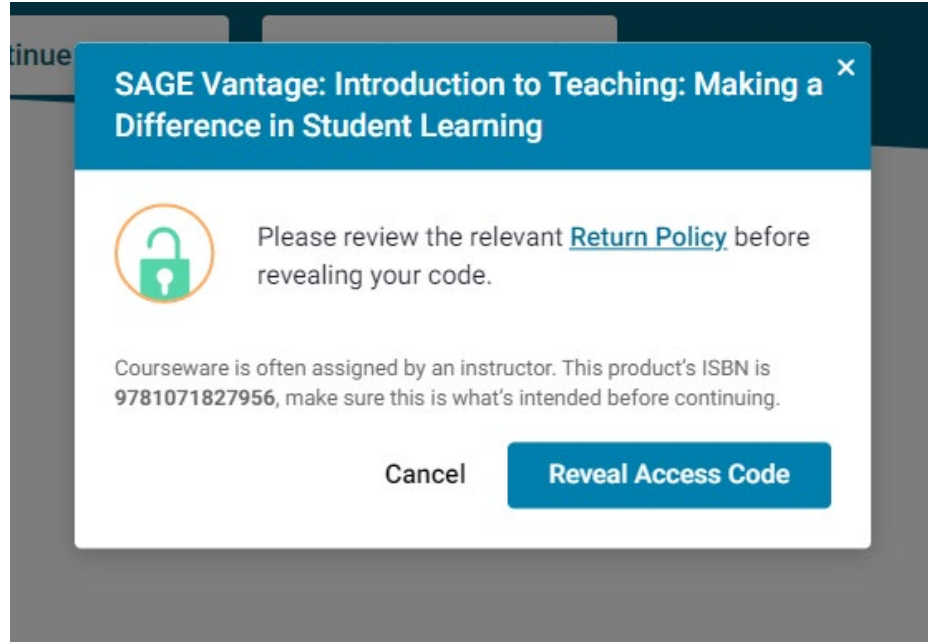 tinue
SAGE Vantage: Introduction to Teaching: Making a
Difference in Student Learning
Please review the relevant Return Policy before
revealing your code.
Courseware is often assigned by an instructor. This product's ISBN is
9781071827956, make sure this is what's intended before continuing.
Cancel Reveal Access Code